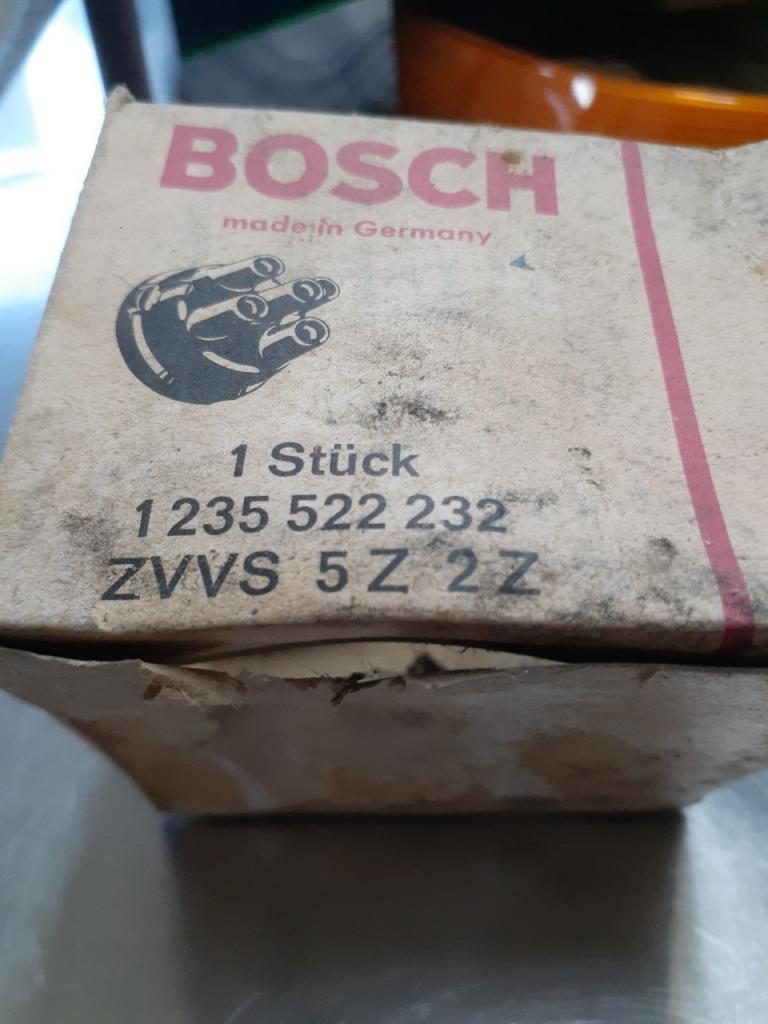 BOSCH
made in Germany
1 Stück
1 235 522 232
ZVVS 5 Z 2 Z